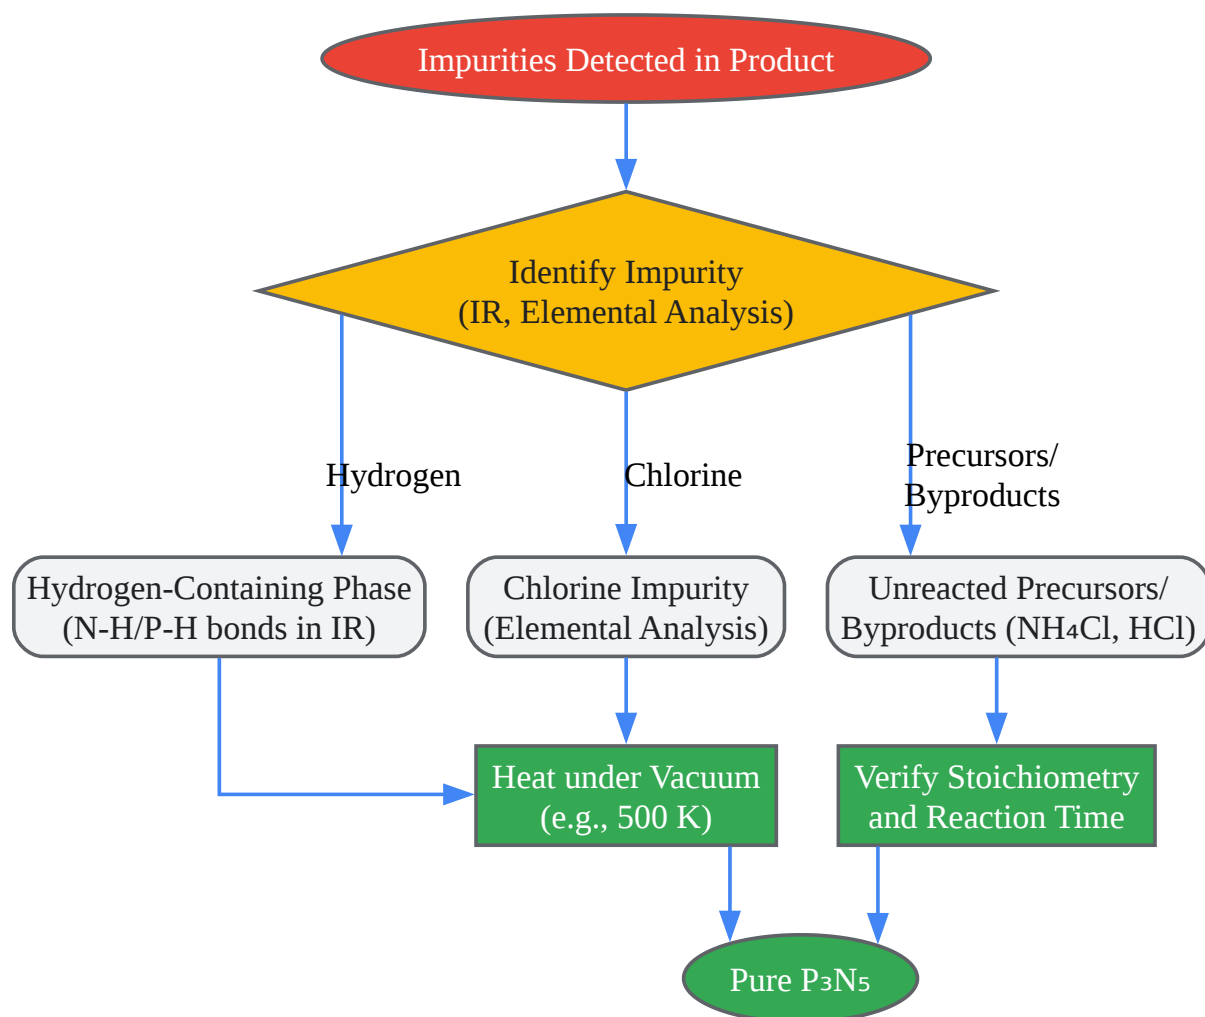 Impurities Detected in Product
Identify Impurity
(IR, Elemental Analysis)
Hydrogen
Chlorine
Precursors/
Byproducts
Hydrogen-Containing Phase
(N-H/P-H bonds in IR)
Chlorine Impurity
(Elemental Analysis)
Unreacted Precursors/
Byproducts (NH₄Cl, HCl)
Heat under Vacuum
(e.g., 500 K)
Verify Stoichiometry
and Reaction Time
Pure P₃N₅